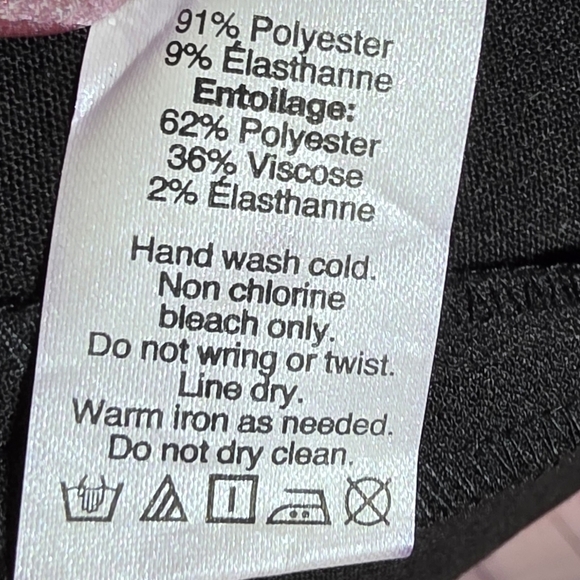 91% Polyester
9% Élasthanne
Entoilage:
62% Polyester
36% Viscose
2% Élasthanne
Hand wash cold.
Non chlorine
bleach only.
Do not wring or twist.
Line dry.
Warm iron as needed.
Do not dry clean.